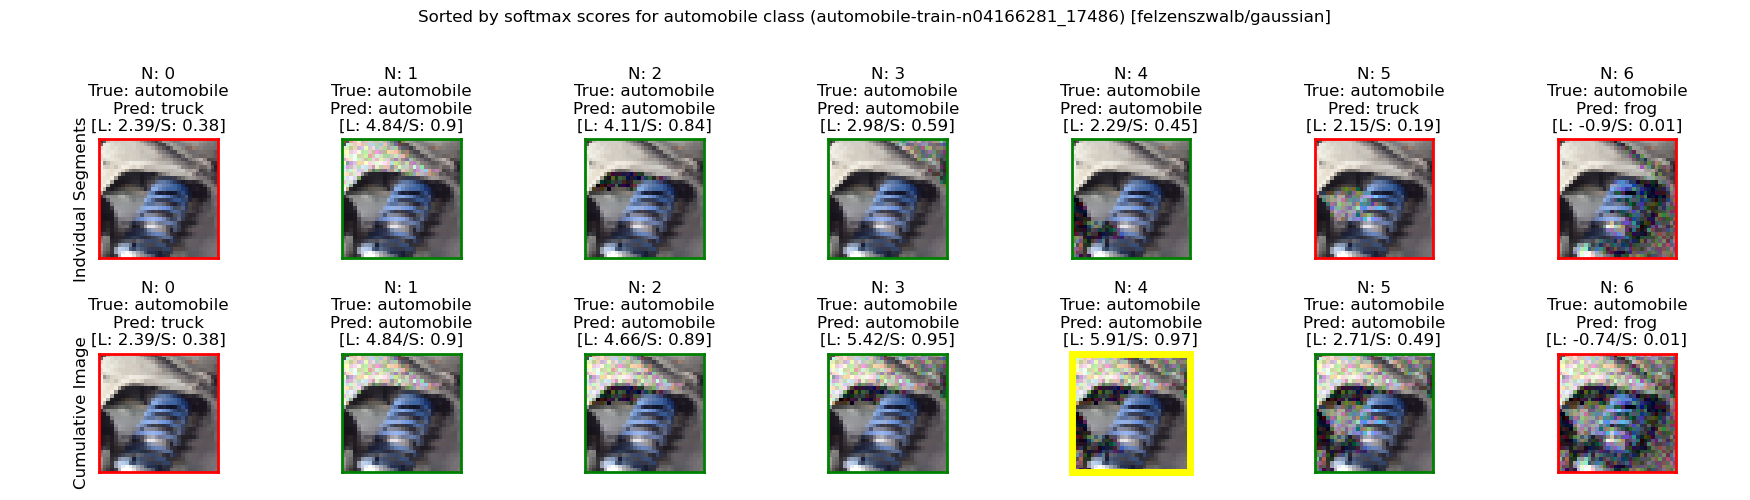 Sorted by softmax scores for automobile class (automobile-train-n04166281_17486) [felzenszwalb/gaussian]
Indvidual Segments
N: 0
True: automobile
Pred: truck
[L: 2.39/S: 0.38]
N: 1
True: automobile
Pred: automobile
[L: 4.84/S: 0.9]
N: 2
True: automobile
Pred: automobile
[L: 4.11/S: 0.84]
N: 3
True: automobile
Pred: automobile
[L: 2.98/S: 0.59]
N: 4
True: automobile
Pred: automobile
[L: 2.29/S: 0.45]
N: 5
True: automobile
Pred: truck
[L: 2.15/S: 0.19]
N: 6
True: automobile
Pred: frog
[L: -0.9/S: 0.01]
Cumulative Image
N: 0
True: automobile
Pred: truck
[L: 2.39/S: 0.38]
N: 1
True: automobile
Pred: automobile
[L: 4.84/S: 0.9]
N: 2
True: automobile
Pred: automobile
[L: 4.66/S: 0.89]
N: 3
True: automobile
Pred: automobile
[L: 5.42/S: 0.95]
N: 4
True: automobile
Pred: automobile
[L: 5.91/S: 0.97]
N: 5
True: automobile
Pred: automobile
[L: 2.71/S: 0.49]
N: 6
True: automobile
Pred: frog
[L: -0.74/S: 0.01]